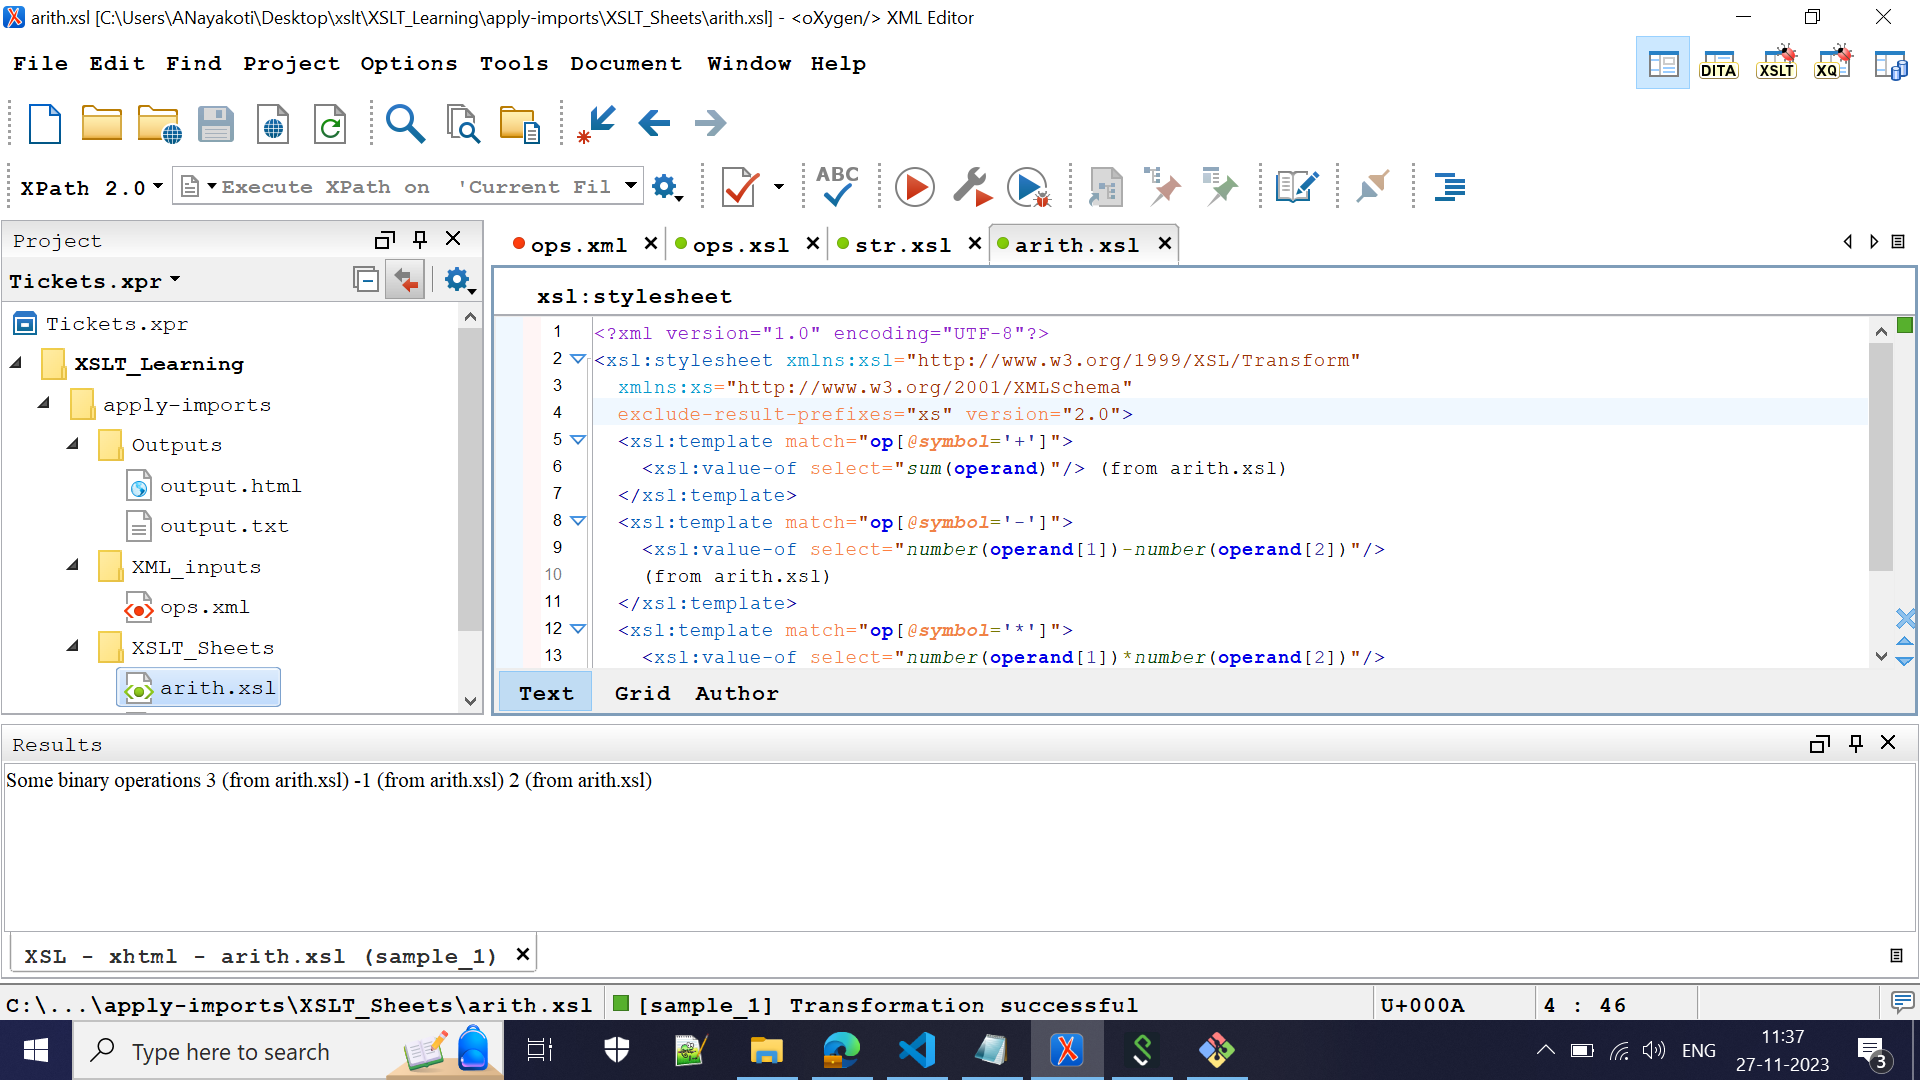 arith.xsl [C:\Users\ANayakoti\Desktop\xslt\XSLT_Learning\apply-imports\XSLT_Sheets\arith.xsl] - <oXygen/> XML Editor
File Edit Find Project Options Tools Document Window Help
DITA XSLT XQ
XPath 2.0 Execute XPath on 'Current Fil
ABC
Project
Tickets.xpr
Tickets.xpr
XSLT_Learning
apply-imports
Outputs
output.html
output.txt
XML_inputs
ops.xml
XSLT_Sheets
arith.xsl
ops.xml ops.xsl str.xsl arith.xsl
xsl:stylesheet
1 <?xml version="1.0" encoding="UTF-8"?>
2 <xsl:stylesheet xmlns:xsl="http://www.w3.org/1999/XSL/Transform"
3 xmlns:xs="http://www.w3.org/2001/XMLSchema"
4 exclude-result-prefixes="xs" version="2.0">
5 <xsl:template match="op[@symbol='+']">
6 <xsl:value-of select="sum(operand)"/> (from arith.xsl)
7 </xsl:template>
8 <xsl:template match="op[@symbol='-']">
9 <xsl:value-of select="number(operand[1])-number(operand[2])"/>
10 (from arith.xsl)
11 </xsl:template>
12 <xsl:template match="op[@symbol='*']">
13 <xsl:value-of select="number(operand[1])*number(operand[2])"/>
Text Grid Author
Results
Some binary operations 3 (from arith.xsl) -1 (from arith.xsl) 2 (from arith.xsl)
XSL - xhtml - arith.xsl (sample_1)
C:\...\apply-imports\XSLT_Sheets\arith.xsl [sample_1] Transformation successful U+000A 4 : 46
Type here to search
ENG
11:37
27-11-2023
3